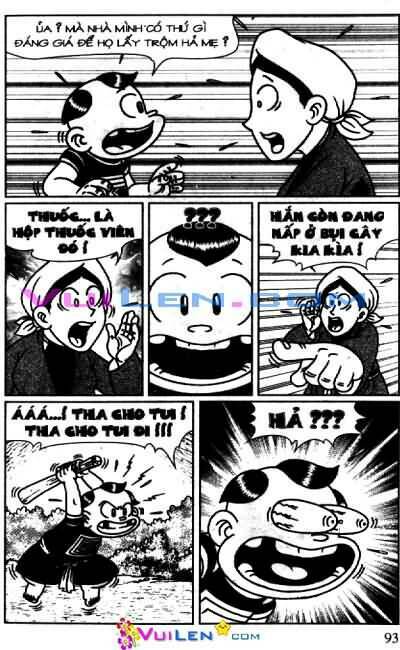 ỦA ? MÀ NHÀ MÌNH CÓ THỨ GÌ
ĐÁNG GIÁ ĐỂ HỌ LẤY TRỘM HẢ MẸ ?
THUỐC... LÀ
HỘP THUỐC VIÊN
ĐÓ !
???
HẮN CÒN ĐANG
NẤP Ở BỤI CÂY
KIA KÌA !
VUILEN.COM
ÁÁÁ...! THA CHO TUI !
THA CHO TUI ĐI !!!
HẢ ???
VUILEN
.com
93